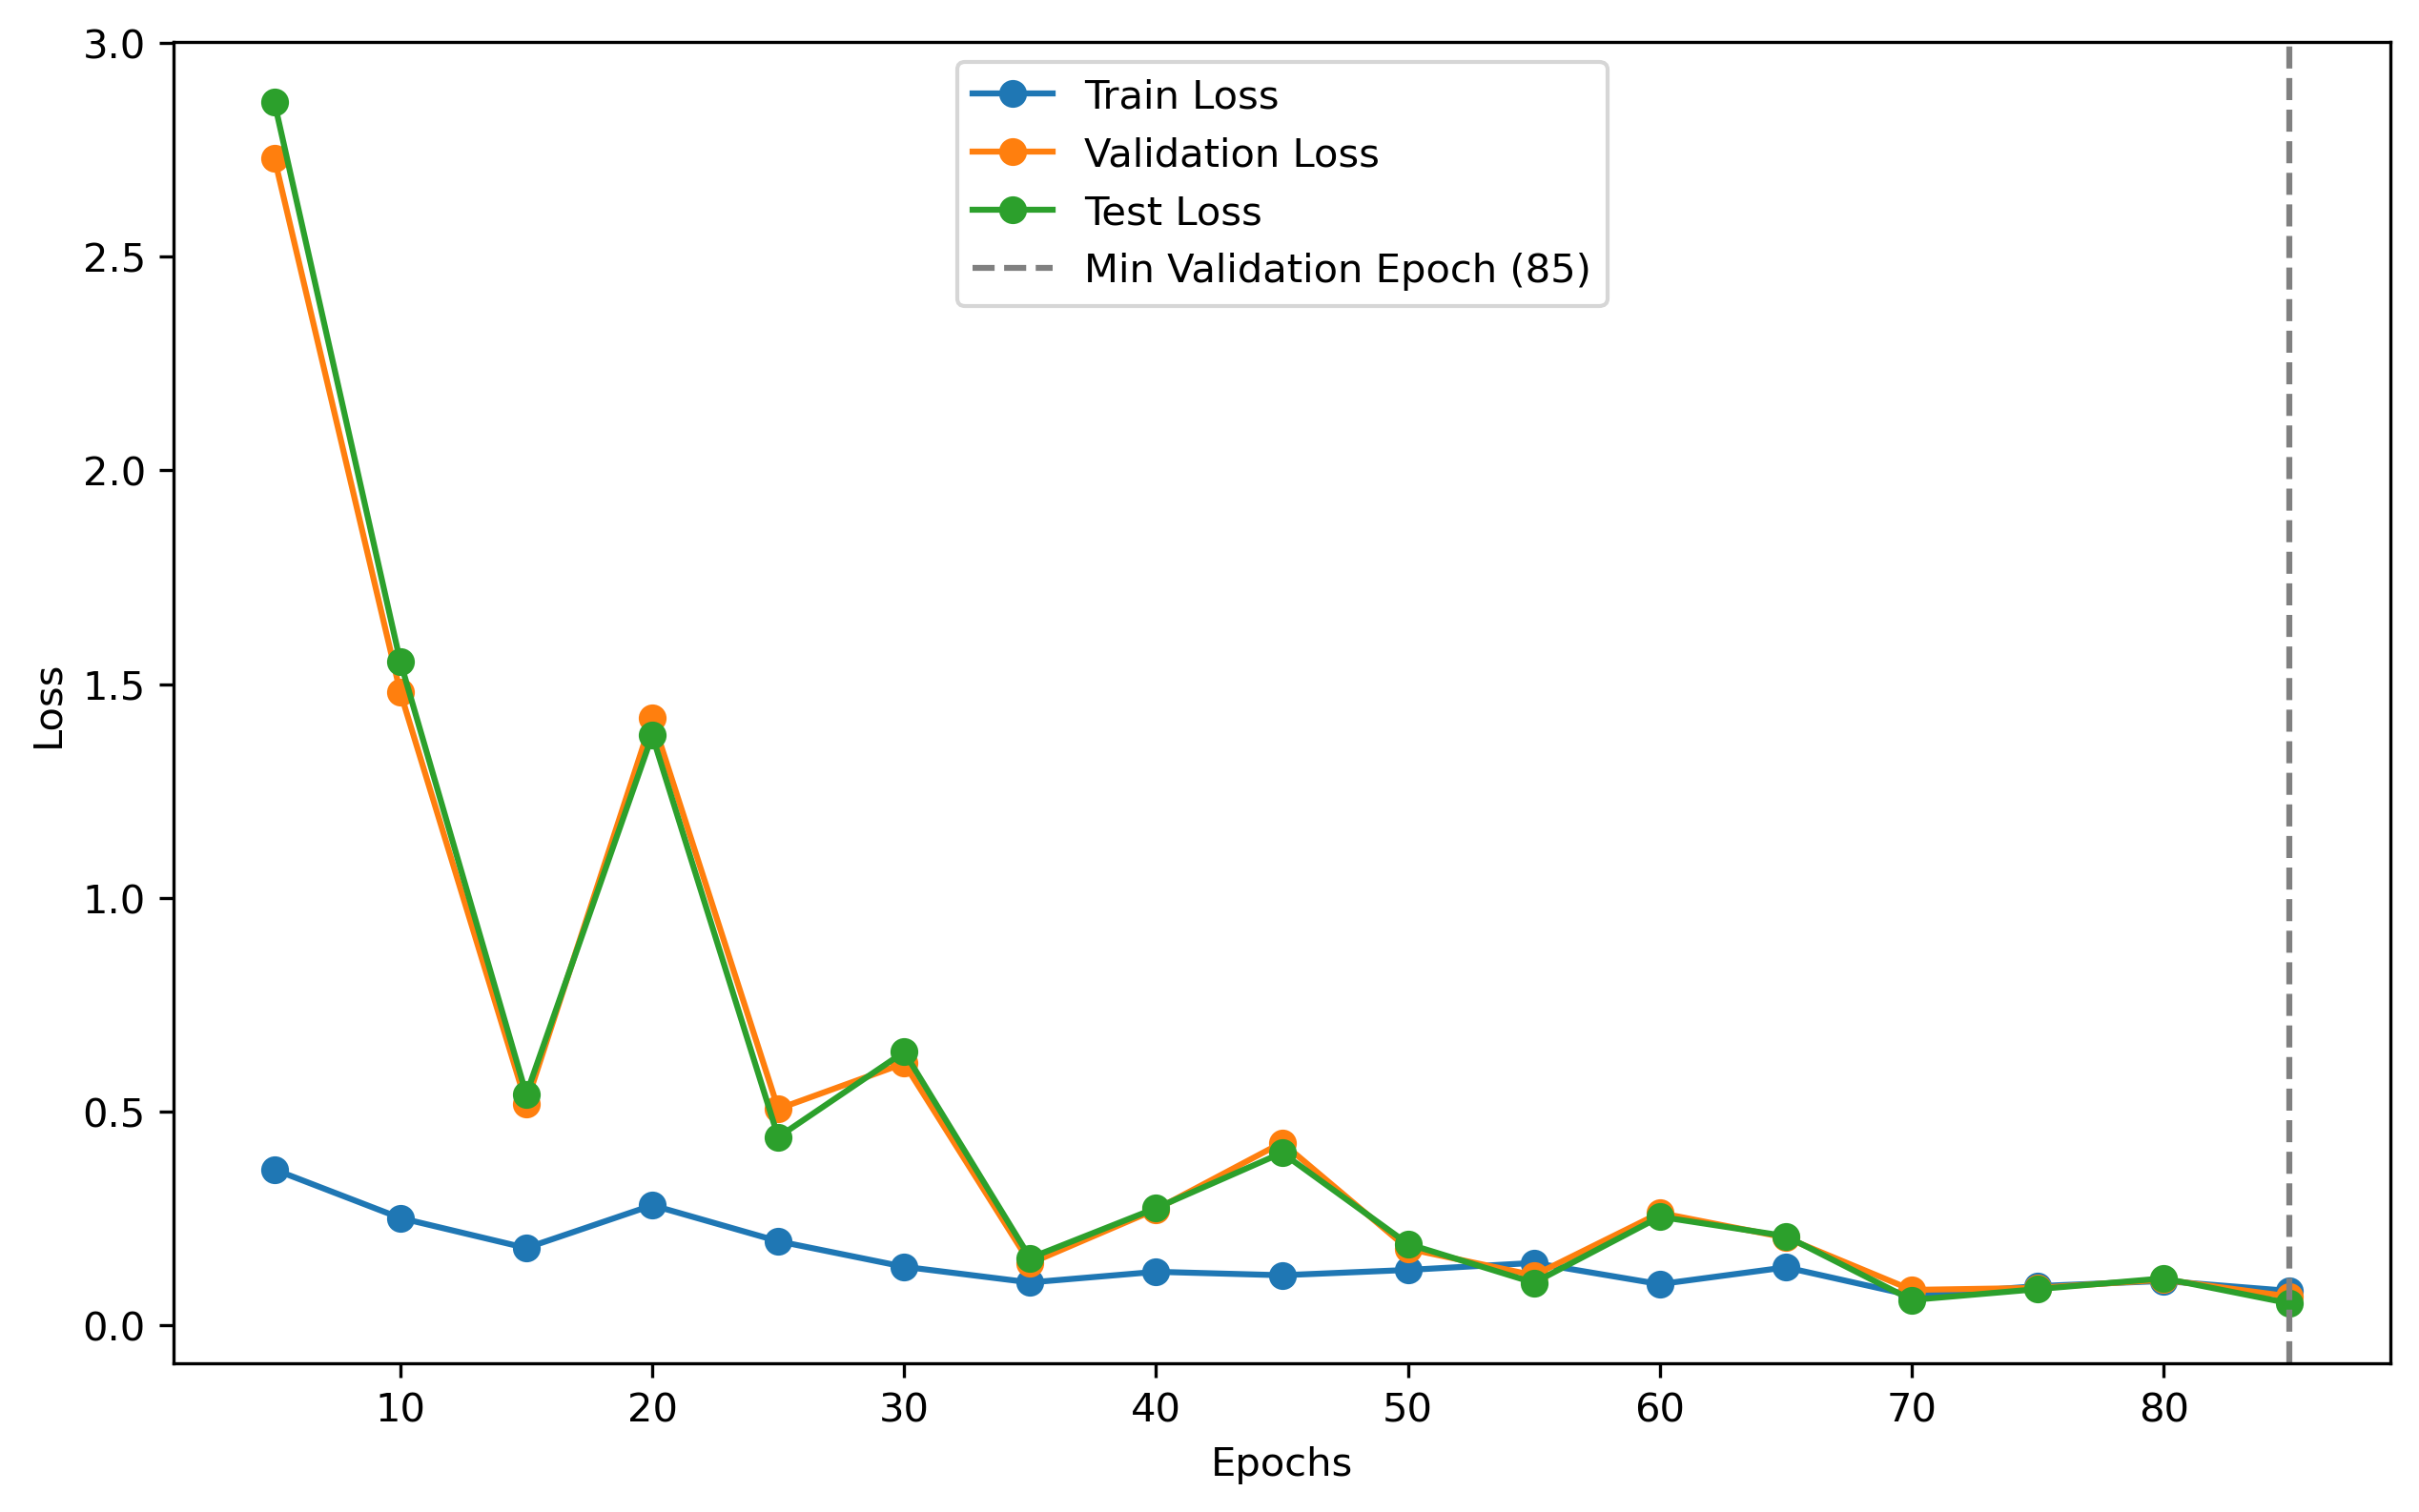 3.0
2.5
2.0
1.5
1.0
0.5
0.0
Loss
Train Loss
Validation Loss
Test Loss
Min Validation Epoch (85)
10 20 30 40 50 60 70 80
Epochs